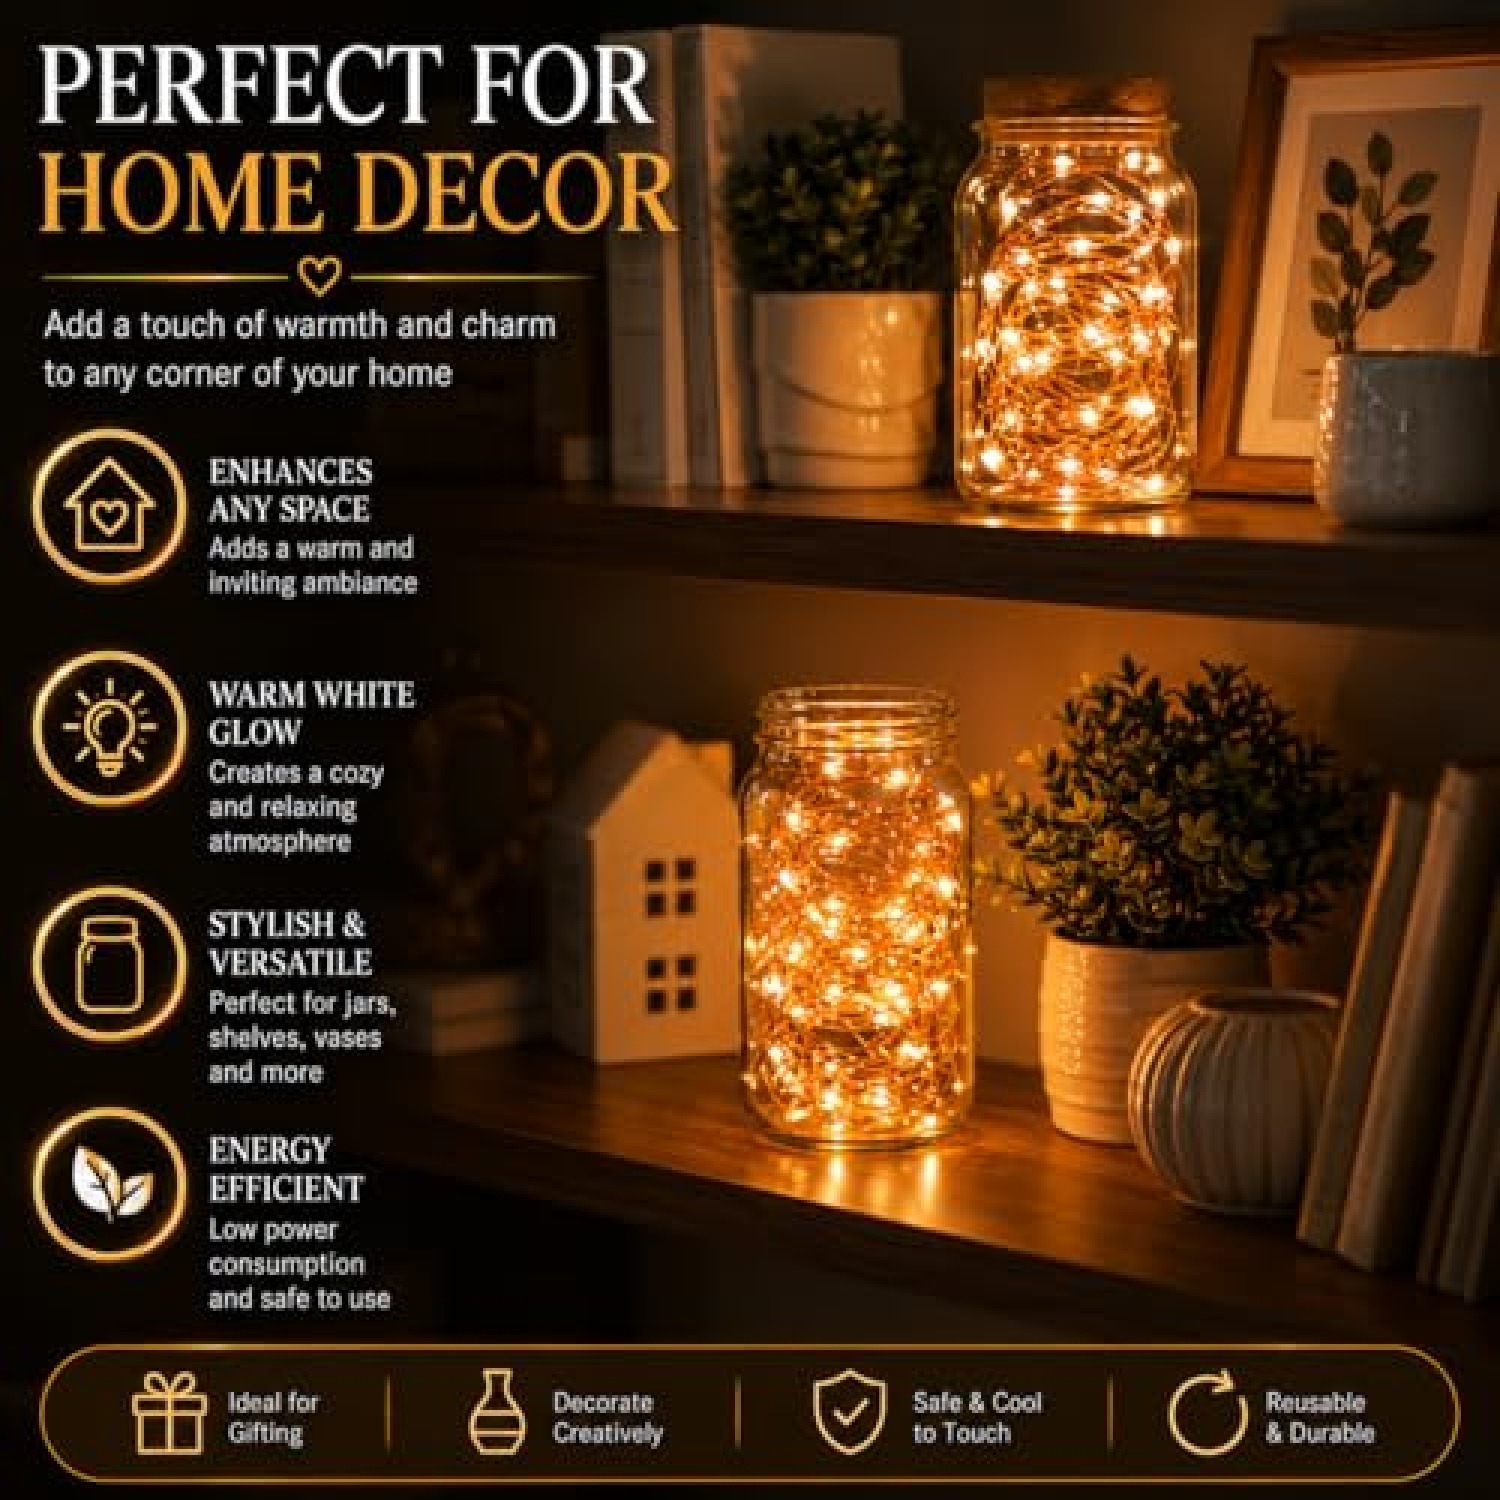 PERFECT FOR
HOME DECOR
Add a touch of warmth and charm
to any corner of your home
ENHANCES
ANY SPACE
Adds a warm and
inviting ambiance
WARM WHITE
GLOW
Creates a cozy
and relaxing
atmosphere
STYLISH &
VERSATILE
Perfect for jars,
shelves, vases
and more
ENERGY
EFFICIENT
Low power
consumption
and safe to use
Ideal for
Gifting
Decorate
Creatively
Safe & Cool
to Touch
Reusable
& Durable